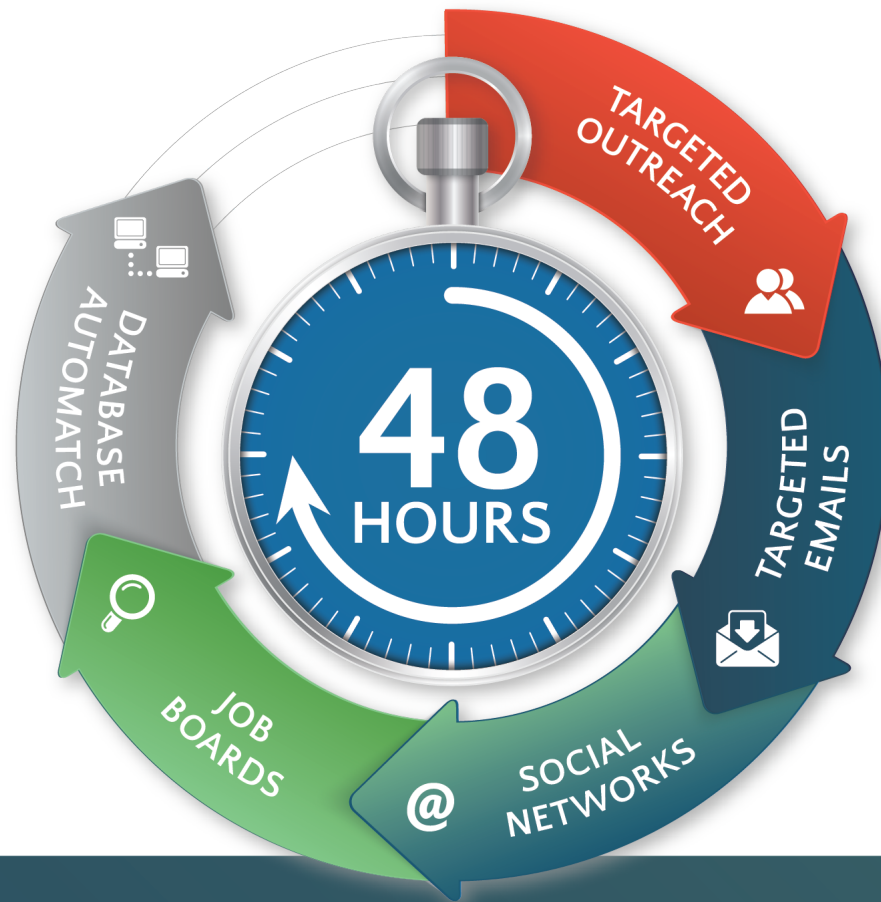 TARGETED
OUTREACH
TARGETED
EMAILS
SOCIAL
NETWORKS
@
JOB
BOARDS
DATABASE
AUTOMATCH
48
HOURS